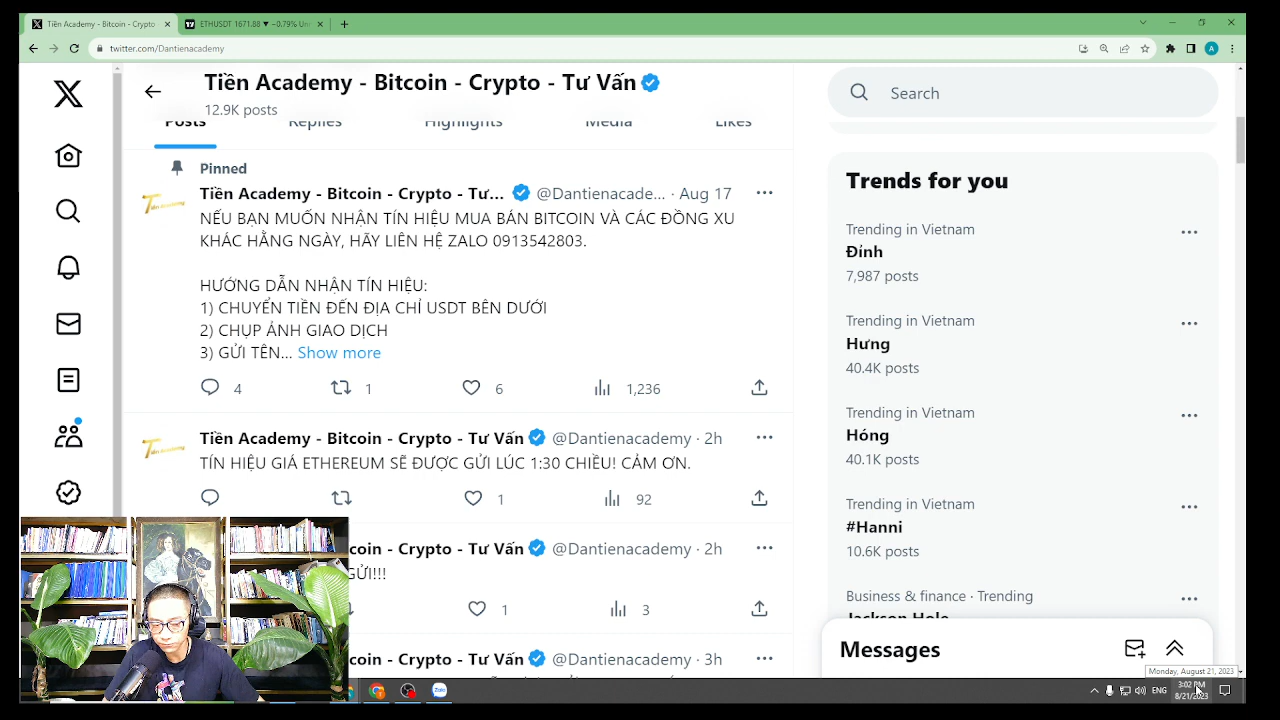 Tiền Academy - Bitcoin - Crypto
ETHUSDT 1671.88 ▼ −0.79% Un
twitter.com/Dantienacademy
A
Tiền Academy - Bitcoin - Crypto - Tư Vấn
12.9K posts
Posts Replies Highlights Media Likes
Pinned
Tiền Academy - Bitcoin - Crypto - Tư... @Dantienacade... · Aug 17
NẾU BẠN MUỐN NHẬN TÍN HIỆU MUA BÁN BITCOIN VÀ CÁC ĐỒNG XU
KHÁC HẰNG NGÀY, HÃY LIÊN HỆ ZALO 0913542803.
HƯỚNG DẪN NHẬN TÍN HIỆU:
1) CHUYỂN TIỀN ĐẾN ĐỊA CHỈ USDT BÊN DƯỚI
2) CHỤP ẢNH GIAO DỊCH
3) GỬI TÊN... Show more
4 1 6 1,236
Tiền Academy - Bitcoin - Crypto - Tư Vấn @Dantienacademy · 2h
TÍN HIỆU GIÁ ETHEREUM SẼ ĐƯỢC GỬI LÚC 1:30 CHIỀU! CẢM ƠN.
1 92
coin - Crypto - Tư Vấn @Dantienacademy · 2h
GỬI!!!
1 3
coin - Crypto - Tư Vấn @Dantienacademy · 3h
Search
Trends for you
Trending in Vietnam
Đính
7,987 posts
Trending in Vietnam
Hưng
40.4K posts
Trending in Vietnam
Hóng
40.1K posts
Trending in Vietnam
#Hanni
10.6K posts
Business & finance · Trending
Jackson Hole
Messages
Monday, August 21, 2023
Zalo
ENG
3:02 PM
8/21/2023